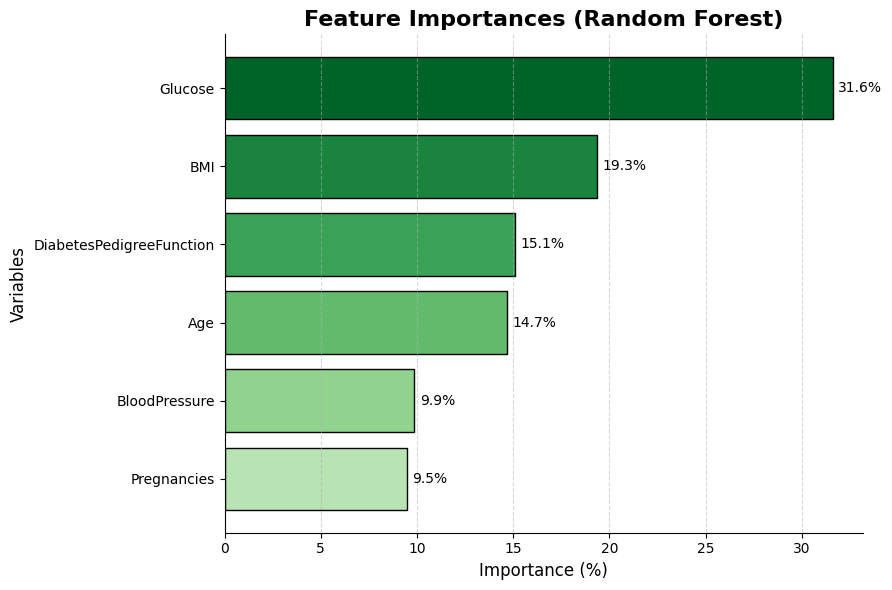 Feature Importances (Random Forest)
Glucose
31.6%
BMI
19.3%
DiabetesPedigreeFunction
15.1%
Age
14.7%
BloodPressure
9.9%
Pregnancies
9.5%
Variables
0 5 10 15 20 25 30
Importance (%)